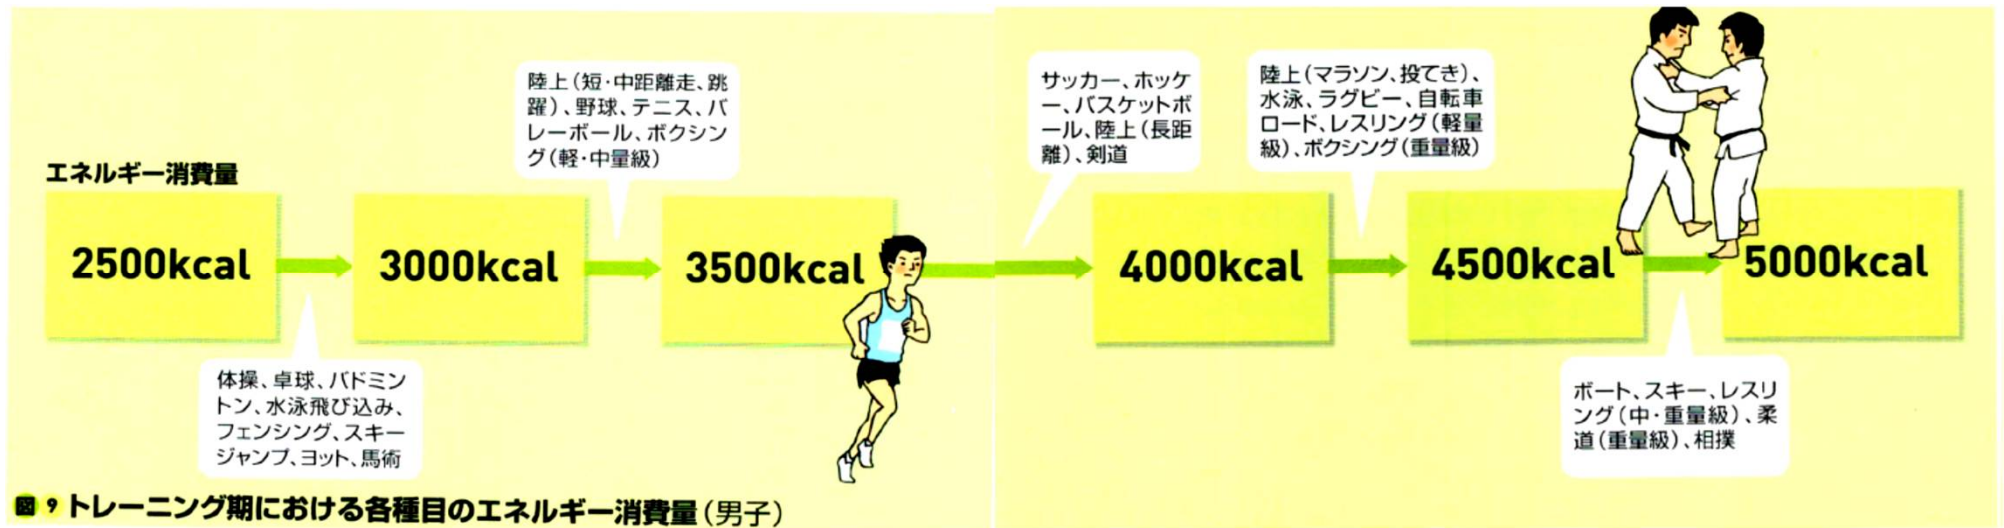 エネルギー消費量
2500kcal
体操、卓球、バドミン
トン、水泳飛び込み、
フェンシング、スキー
ジャンプ、ヨット、馬術
3000kcal
陸上（短・中距離走、跳
躍）、野球、テニス、バ
レーボール、ボクシン
グ（軽・中量級）
3500kcal
サッカー、ホッケ
ー、バスケットボ
ール、陸上（長距
離）、剣道
4000kcal
陸上（マラソン、投てき）、
水泳、ラグビー、自転車
ロード、レスリング（軽量
級）、ボクシング（重量級）
4500kcal
ボート、スキー、レスリ
ング（中・重量級）、柔
道（重量級）、相撲
5000kcal
図9 トレーニング期における各種目のエネルギー消費量（男子）